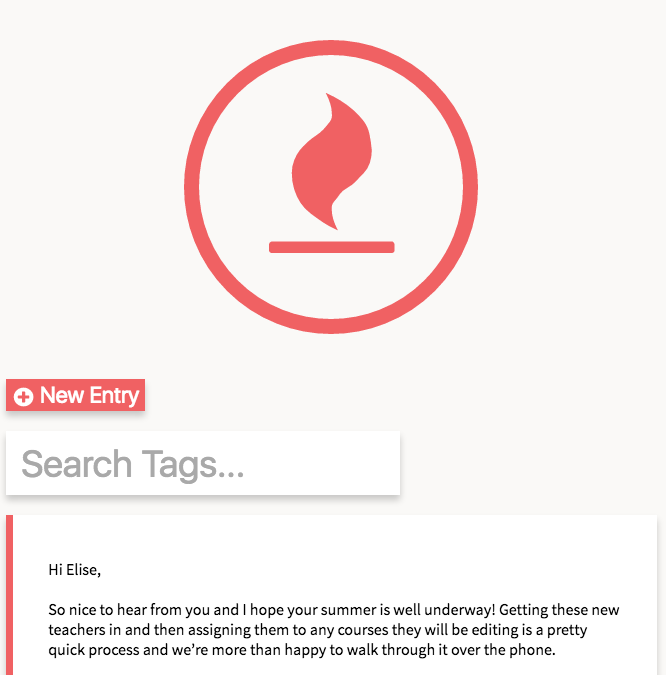 New Entry
Search Tags...
Hi Elise,
So nice to hear from you and I hope your summer is well underway! Getting these new
teachers in and then assigning them to any courses they will be editing is a pretty
quick process and we’re more than happy to walk through it over the phone.